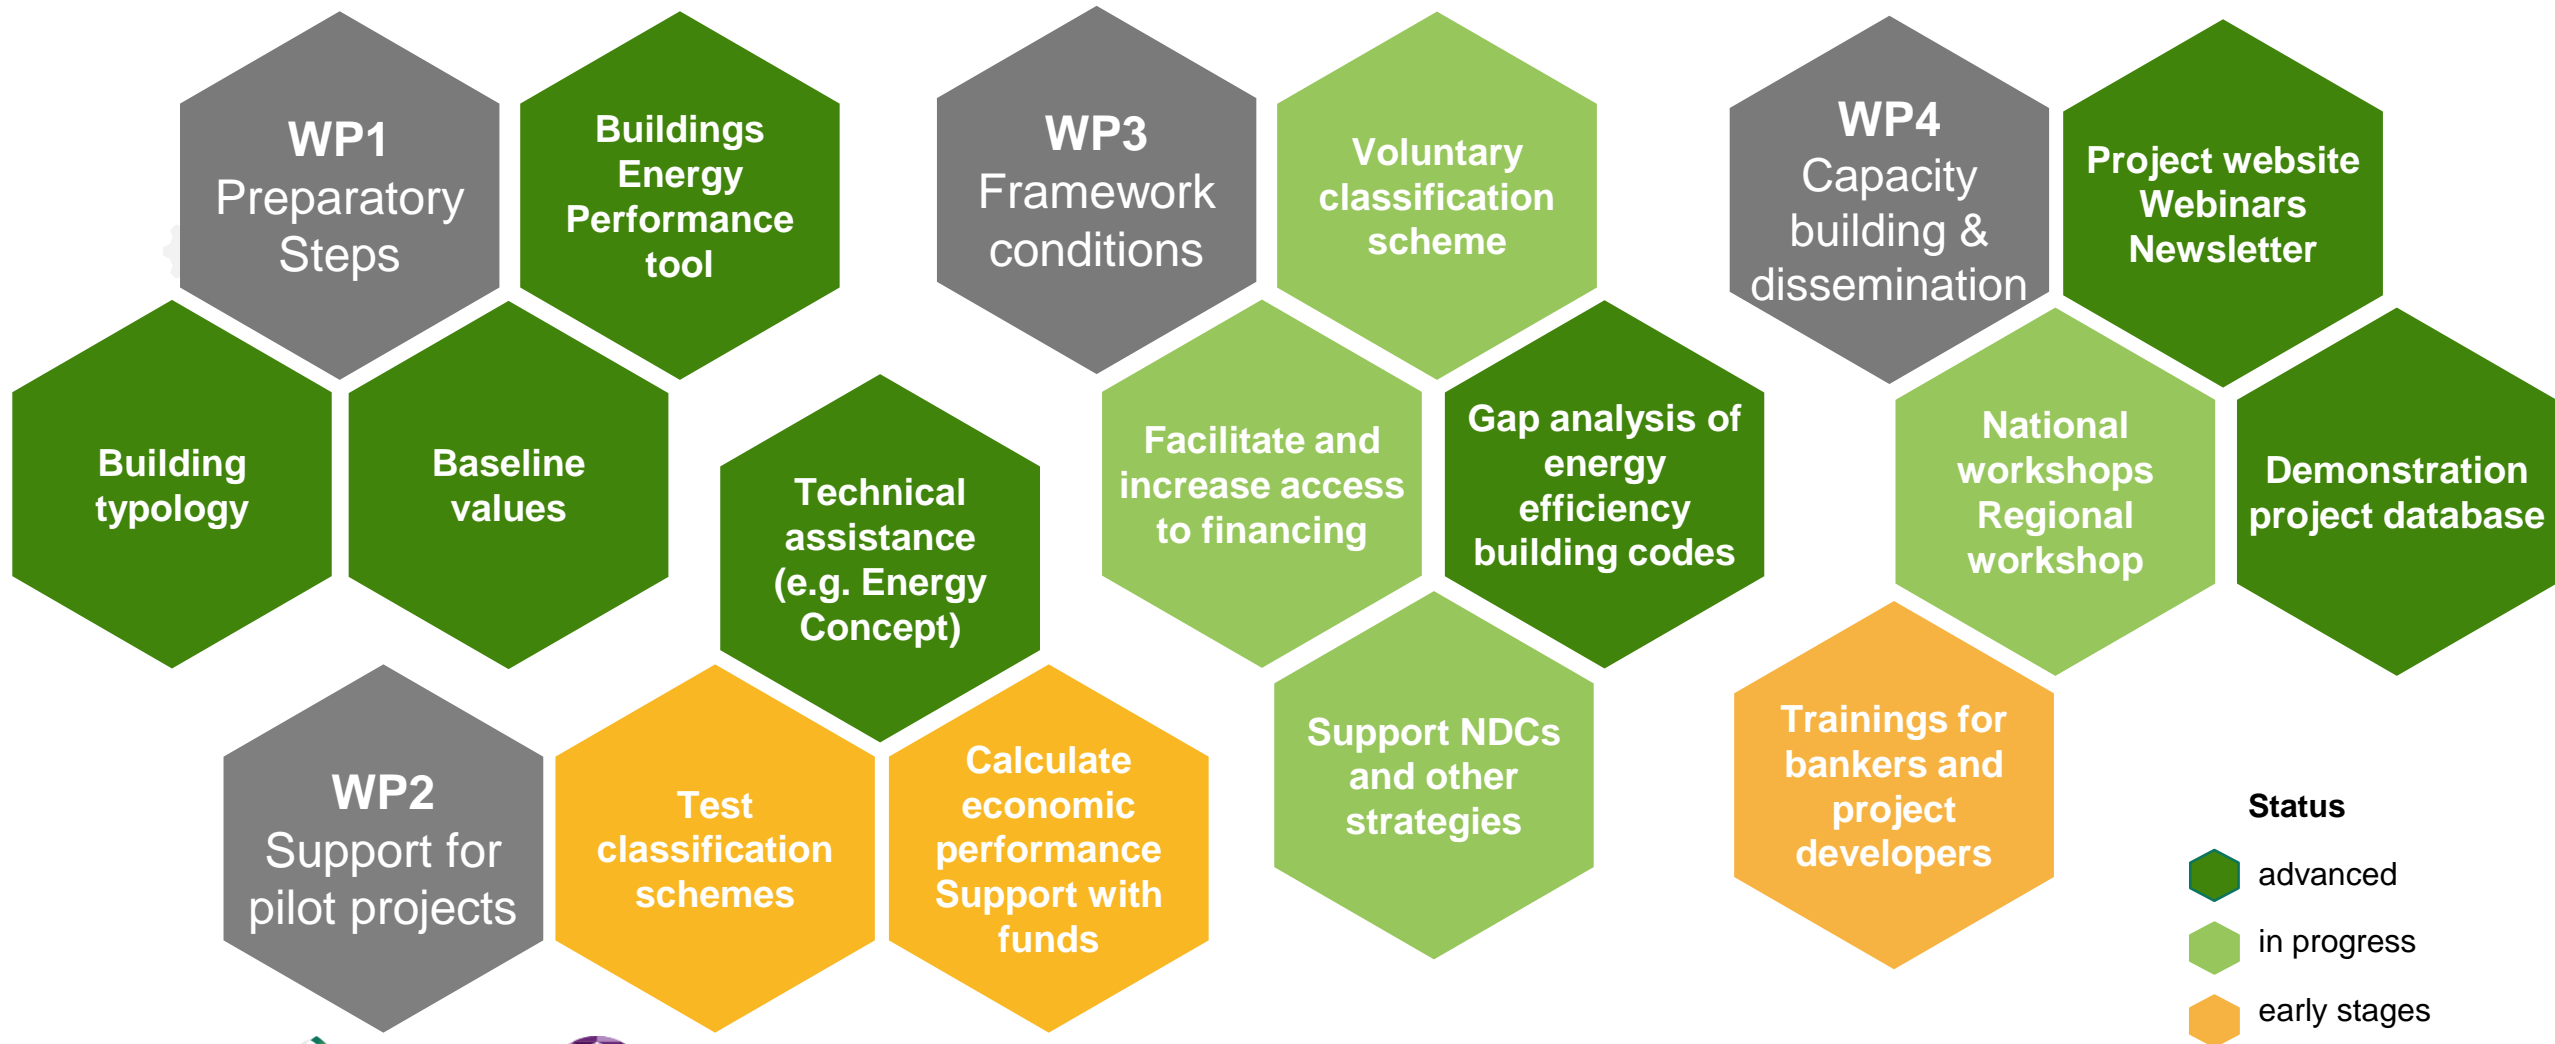 WP1
Preparatory
Steps
Buildings
Energy
Performance
tool
Building
typology
Baseline
values
WP2
Support for
pilot projects
Technical
assistance
(e.g. Energy
Concept)
Test
classification
schemes
Calculate
economic
performance
Support with
funds
WP3
Framework
conditions
Voluntary
classification
scheme
Facilitate and
increase access
to financing
Gap analysis of
energy
efficiency
building codes
Support NDCs
and other
strategies
WP4
Capacity
building &
dissemination
Project website
Webinars
Newsletter
National
workshops
Regional
workshop
Demonstration
project database
Trainings for
bankers and
project
developers
Status
advanced
in progress
early stages